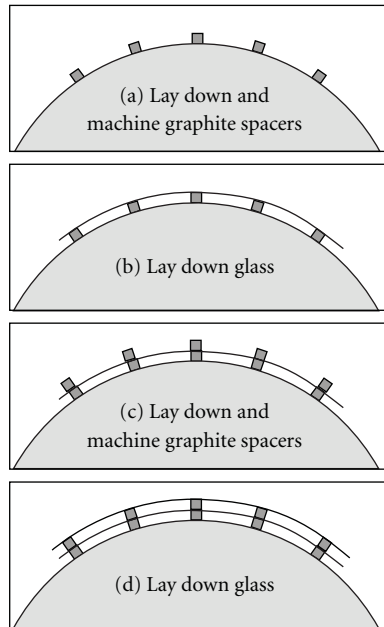 (a) Lay down and
machine graphite spacers
(b) Lay down glass
(c) Lay down and
machine graphite spacers
(d) Lay down glass